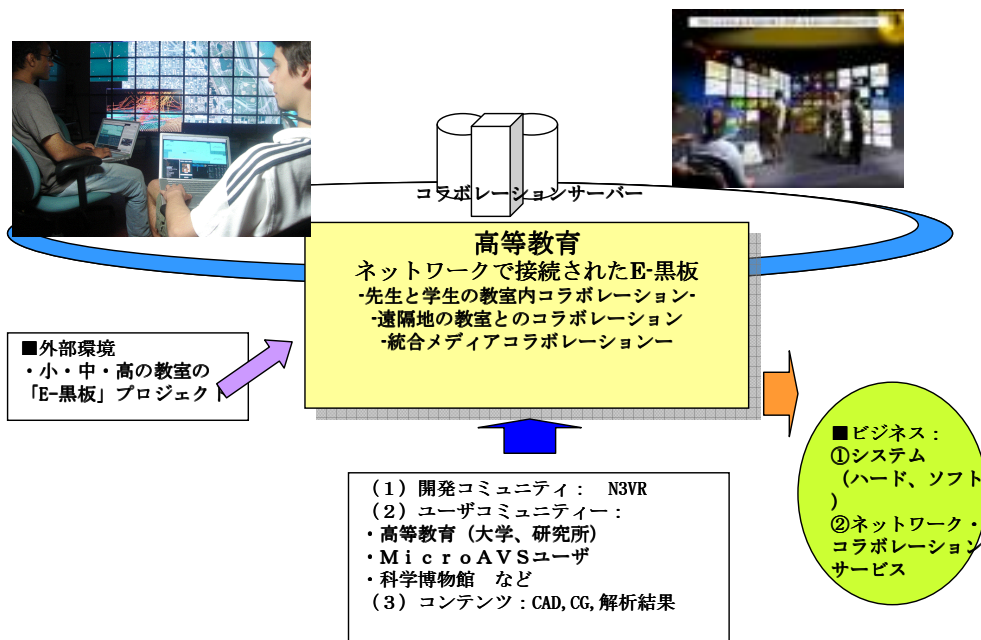 コラボレーションサーバー
高等教育
ネットワークで接続されたE-黒板
-先生と学生の教室内コラボレーション-
-遠隔地の教室とのコラボレーション
-統合メディアコラボレーションー
■外部環境
・小・中・高の教室の
「E-黒板」プロジェクト
（1）開発コミュニティ：　N3VR
（2）ユーザコミュニティー：
・高等教育（大学、研究所）
・ＭｉｃｒｏＡＶＳユーザ
・科学博物館　など
（3）コンテンツ：CAD,CG,解析結果
■ビジネス：
①システム
（ハード、ソフト
）
②ネットワーク・
コラボレーション
サービス